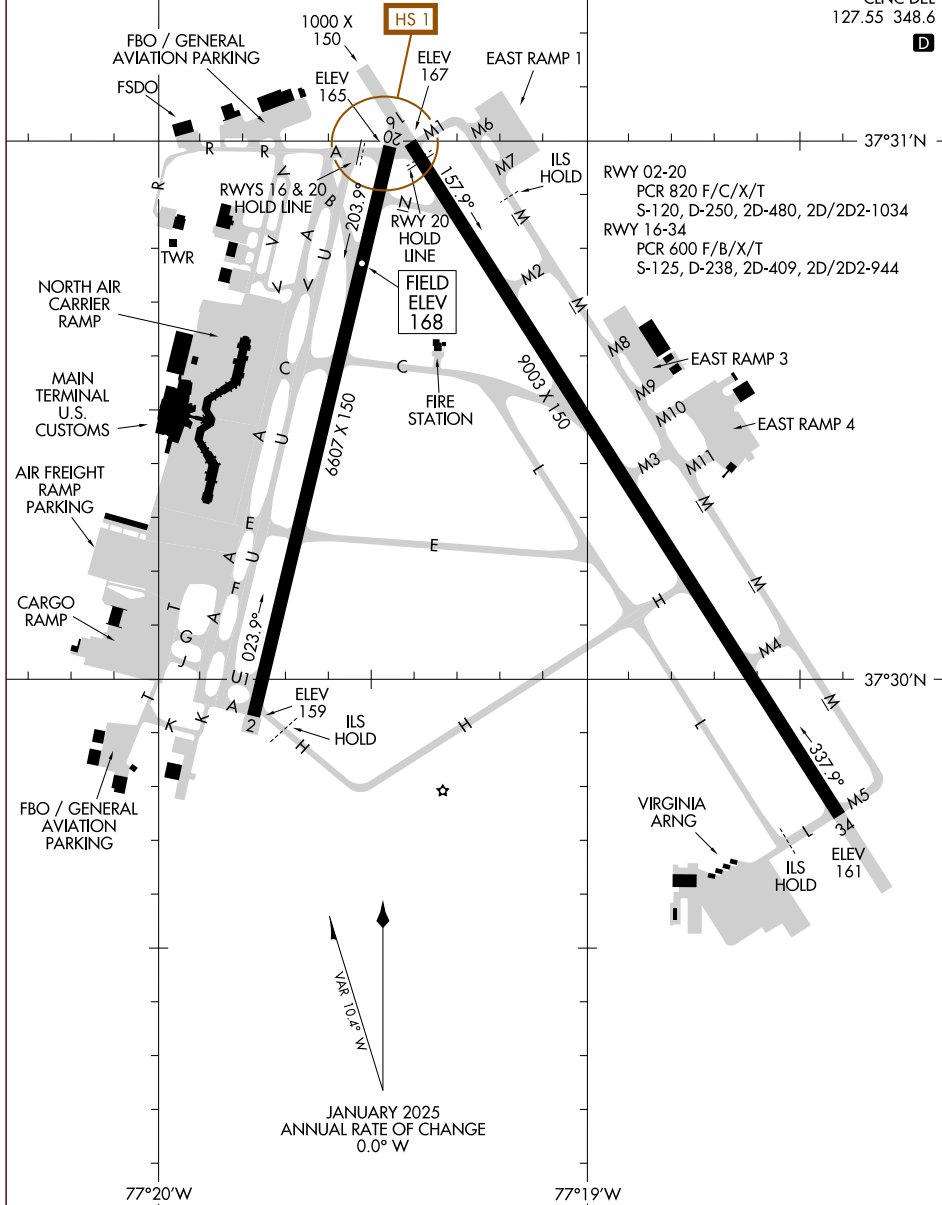 CLNC DEL
127.55 348.6
D
HS 1
1000 X
150
FBO / GENERAL
AVIATION PARKING
FSDO
ELEV
165
ELEV
167
EAST RAMP 1
16
20
M1
M6
M7
37°31'N
R
R
R
A
R
V
B
RWYS 16 & 20
HOLD LINE
203.9°
N
RWY 20
HOLD
LINE
157.9°
ILS
HOLD
M
RWY 02-20
PCR 820 F/C/X/T
S-120, D-250, 2D-480, 2D/2D2-1034
RWY 16-34
PCR 600 F/B/X/T
S-125, D-238, 2D-409, 2D/2D2-944
TWR
V
A
U
V
V
M2
M
FIELD
ELEV
168
NORTH AIR
CARRIER
RAMP
M8
EAST RAMP 3
C
C
FIRE
STATION
9003 X 150
M9
M10
MAIN
TERMINAL
U.S.
CUSTOMS
6607 X 150
A
U
EAST RAMP 4
L
M3
M11
AIR FREIGHT
RAMP
PARKING
M
E
E
A
U
A
F
M
H
CARGO
RAMP
T
A
G
J
023.9°
M4
37°30'N
U1
A
2
ELEV
159
ILS
HOLD
T
K
K
H
H
L
M
337.9°
M5
34
L
ELEV
161
ILS
HOLD
VIRGINIA
ARNG
FBO / GENERAL
AVIATION
PARKING
VAR 10.4° W
JANUARY 2025
ANNUAL RATE OF CHANGE
0.0° W
77°20'W
77°19'W